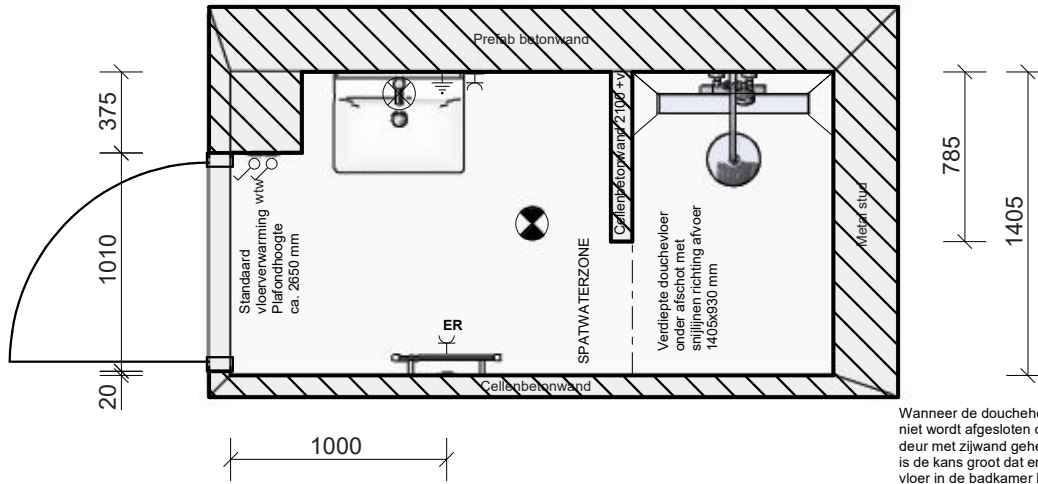 Prefab betonwand
375
1010
20
1000
785
1405
Standaard
vloerverwarming wtw
Plafondhoogte
ca. 2650 mm
ER
SPATWATERZONE
Cellenbetonwand 2100 + v
Verdiepte douchevloer
onder afschot met
snijlijnen richting afvoer
1405x930 mm
Metal stud
Cellenbetonwand
Wanneer de doucheh
niet wordt afgesloten
deur met zijwand gehe
is de kans groot dat er
vloer in de badkamer